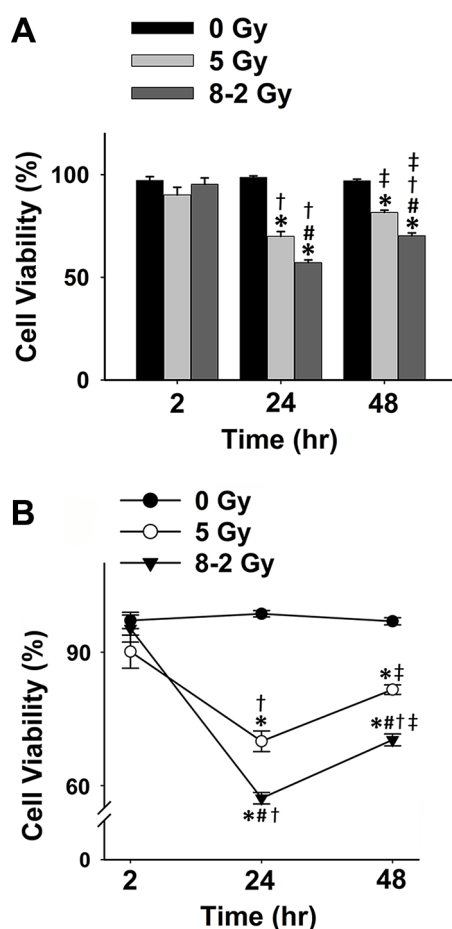 A
0 Gy
5 Gy
8-2 Gy
Cell Viability (%)
100
50
0
†
*
†
#
*
‡
*
‡
†
#
*
2 24 48
Time (hr)
B
0 Gy
5 Gy
8-2 Gy
Cell Viability (%)
90
60
0
†
*
*‡
*#†‡
*#†
2 24 48
Time (hr)